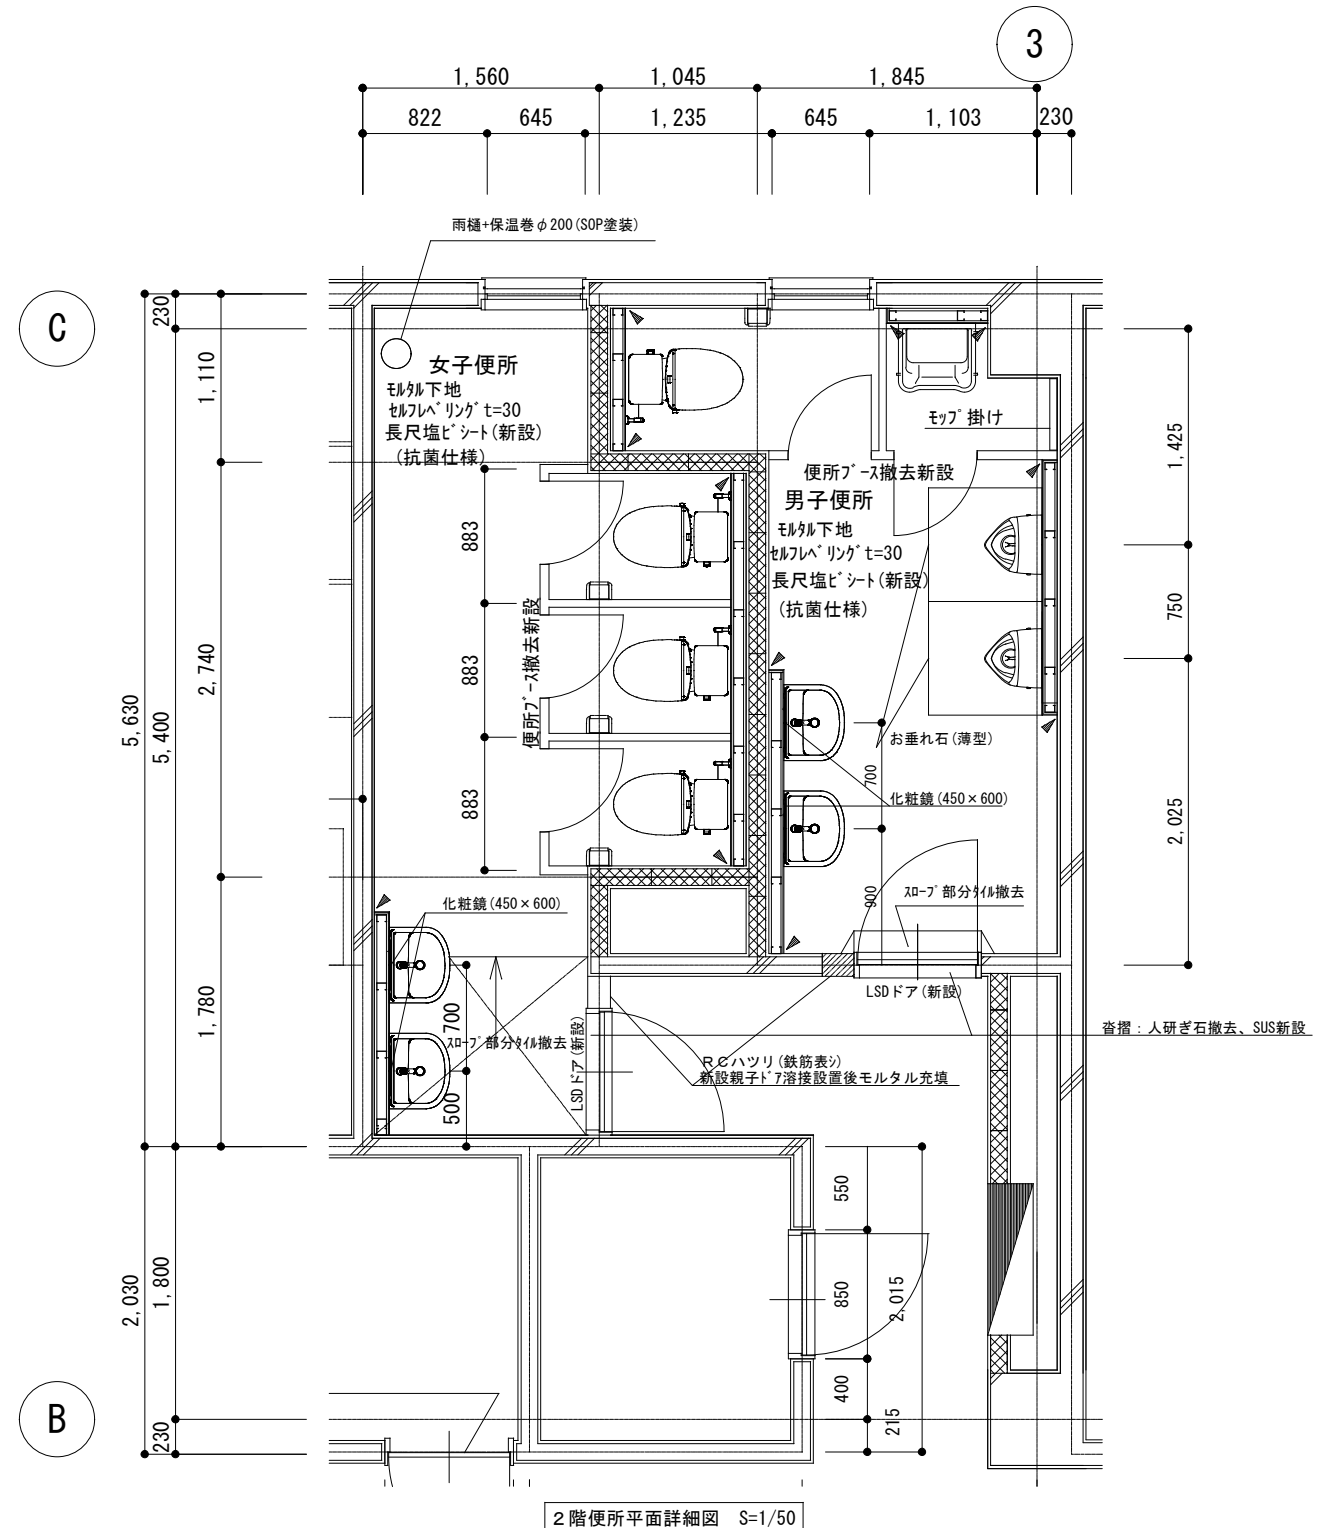 3
1,560
1,045
1,845
822
645
1,235
645
1,103
230
雨樋+保温巻φ200(SOP塗装)
C
230
1,110
女子便所
モルタル下地
セルフレベリングt=30
長尺塩ビシート(新設)
(抗菌仕様)
モップ掛け
1,425
便所ブース撤去新設
男子便所
モルタル下地
セルフレベリングt=30
長尺塩ビシート(新設)
(抗菌仕様)
883
883
883
便所ブース撤去新設
750
2,740
5,630
5,400
お垂れ石(薄型)
700
化粧鏡(450×600)
2,025
900
スロープ部分タイル撤去
化粧鏡(450×600)
LSDドア(新設)
1,780
700
スロープ部分タイル撤去
LSDドア(新設)
沓摺：人研ぎ石撤去、SUS新設
RCハツリ(鉄筋表シ)
新設親子ドア溶接設置後モルタル充填
500
550
2,030
1,800
850
2,015
400
215
B
230
2階便所平面詳細図 S=1/50